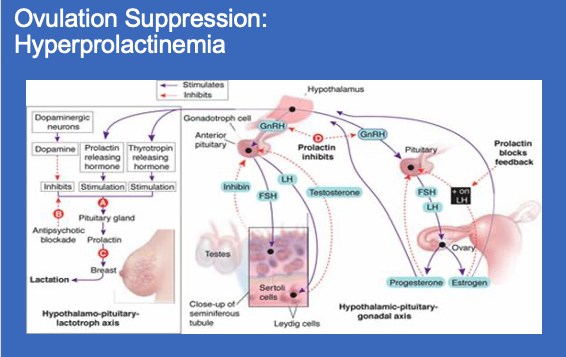 Ovulation Suppression:
Hyperprolactinemia
Stimulates
Inhibits
Dopaminergic
neurons
Dopamine
Prolactin
releasing
hormone
Thyrotropin
releasing
hormone
Inhibits
Stimulation
Stimulation
A
B
Pituitary gland
Antipsychotic
blockade
Prolactin
C
Breast
Lactation
Hypothalamo-pituitary-
lactotroph axis
Hypothalamus
Gonadotroph cell
GnRH
Anterior
pituitary
D
Prolactin
inhibits
GnRH
Pituitary
Prolactin
blocks
feedback
Inhibin
LH
FSH
Testosterone
FSH
LH
+ on
LH
Testes
Ovary
Sertoli
cells
Progesterone
Estrogen
Close-up of
seminiferous
tubule
Leydig cells
Hypothalamic-pituitary-
gonadal axis